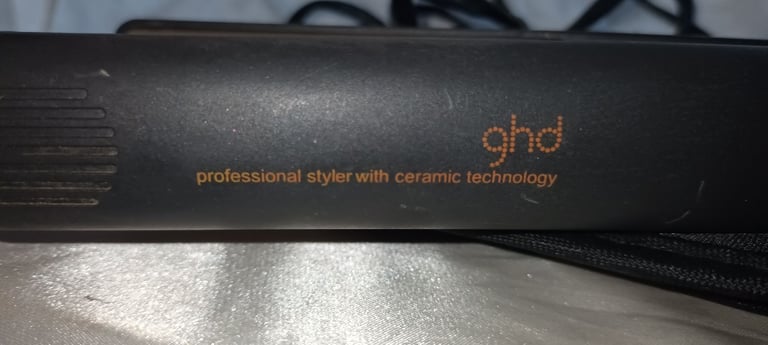 ghd
professional styler with ceramic technology